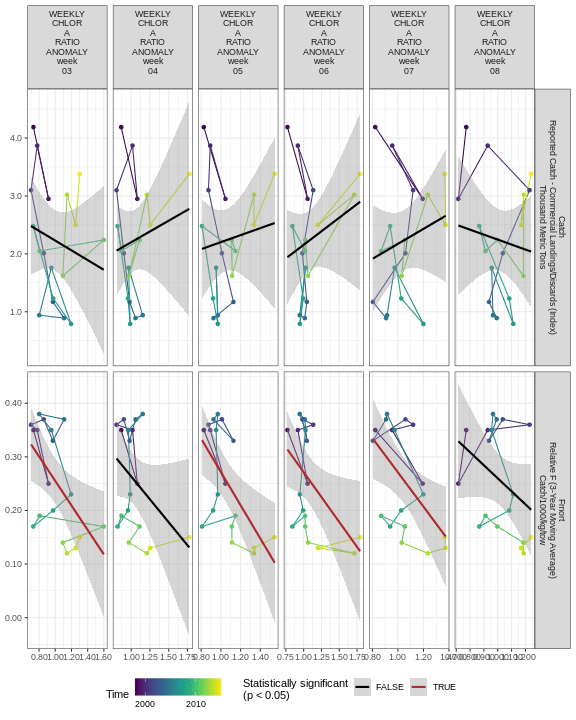 WEEKLY
CHLOR
A
RATIO
ANOMALY
week
03
WEEKLY
CHLOR
A
RATIO
ANOMALY
week
04
WEEKLY
CHLOR
A
RATIO
ANOMALY
week
05
WEEKLY
CHLOR
A
RATIO
ANOMALY
week
06
WEEKLY
CHLOR
A
RATIO
ANOMALY
week
07
WEEKLY
CHLOR
A
RATIO
ANOMALY
week
08
4.0
3.0
2.0
1.0
Catch
Reported Catch - Commercial Landings/Discards (Index)
Thousand Metric Tons
0.40
0.30
0.20
0.10
0.00
Fmort
Relative F (3-Year Moving Average)
Catch/1000/kg/tow
0.80 1.00 1.20 1.40 1.60
1.00 1.25 1.50 1.75
0.80 1.00 1.20 1.40
0.75 1.00 1.25 1.50 1.75
0.80 1.00 1.20
Time
2000 2010
Statistically significant
(p < 0.05)
FALSE TRUE